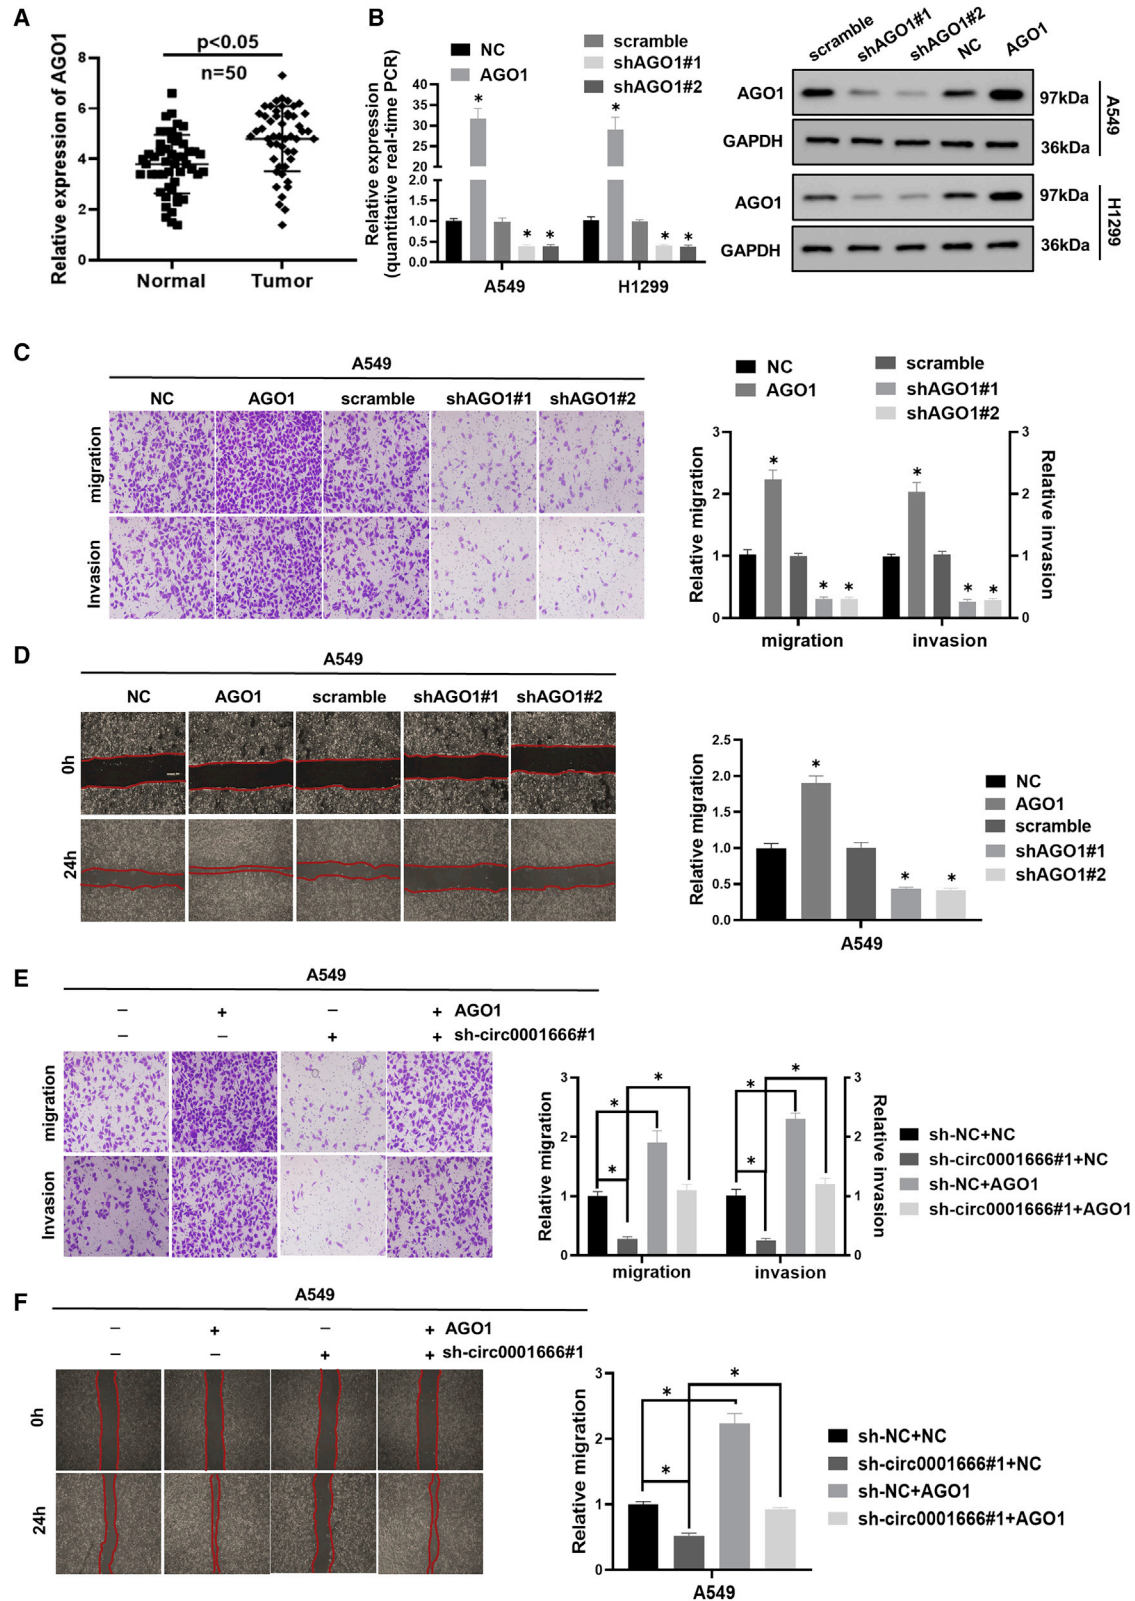 A
Relative expression of AGO1
p<0.05
n=50
8
6
4
2
0
Normal Tumor
B
NC
AGO1
scramble
shAGO1#1
shAGO1#2
Relative expression
(quantitative real-time PCR)
40
35
30
25
20
2.0
1.5
1.0
0.5
0.0
* * * * * *
A549 H1299
scramble shAGO1#1 shAGO1#2 NC AGO1
AGO1 97kDa
GAPDH 36kDa
A549
AGO1 97kDa
GAPDH 36kDa
H1299
C
A549
NC AGO1 scramble shAGO1#1 shAGO1#2
migration
Invasion
NC
AGO1
scramble
shAGO1#1
shAGO1#2
Relative migration
3
2
1
0
* * * * * *
migration invasion
3
2
1
0
Relative invasion
D
A549
NC AGO1 scramble shAGO1#1 shAGO1#2
0h
24h
Relative migration
2.5
2.0
1.5
1.0
0.5
0.0
* * *
A549
NC
AGO1
scramble
shAGO1#1
shAGO1#2
E
A549
– + – + AGO1
– – + + sh-circ0001666#1
migration
Invasion
Relative migration
3
2
1
0
* * * * * *
migration invasion
3
2
1
0
Relative invasion
sh-NC+NC
sh-circ0001666#1+NC
sh-NC+AGO1
sh-circ0001666#1+AGO1
F
A549
– + – + AGO1
– – + + sh-circ0001666#1
0h
24h
Relative migration
3
2
1
0
* * *
A549
sh-NC+NC
sh-circ0001666#1+NC
sh-NC+AGO1
sh-circ0001666#1+AGO1